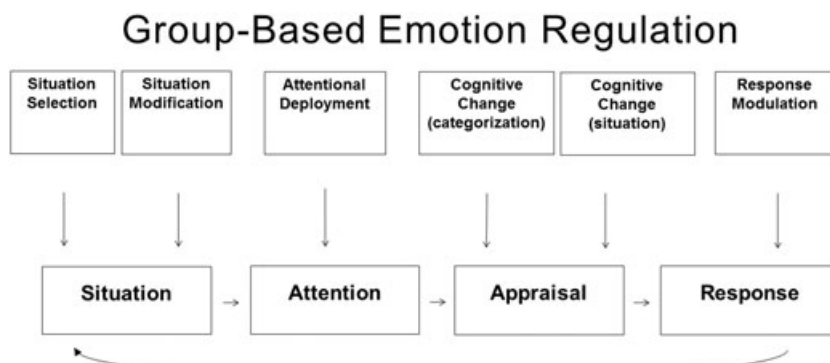 Group-Based Emotion Regulation
Situation
Selection
Situation
Modification
Attentional
Deployment
Cognitive
Change
(categorization)
Cognitive
Change
(situation)
Response
Modulation
Situation
Attention
Appraisal
Response